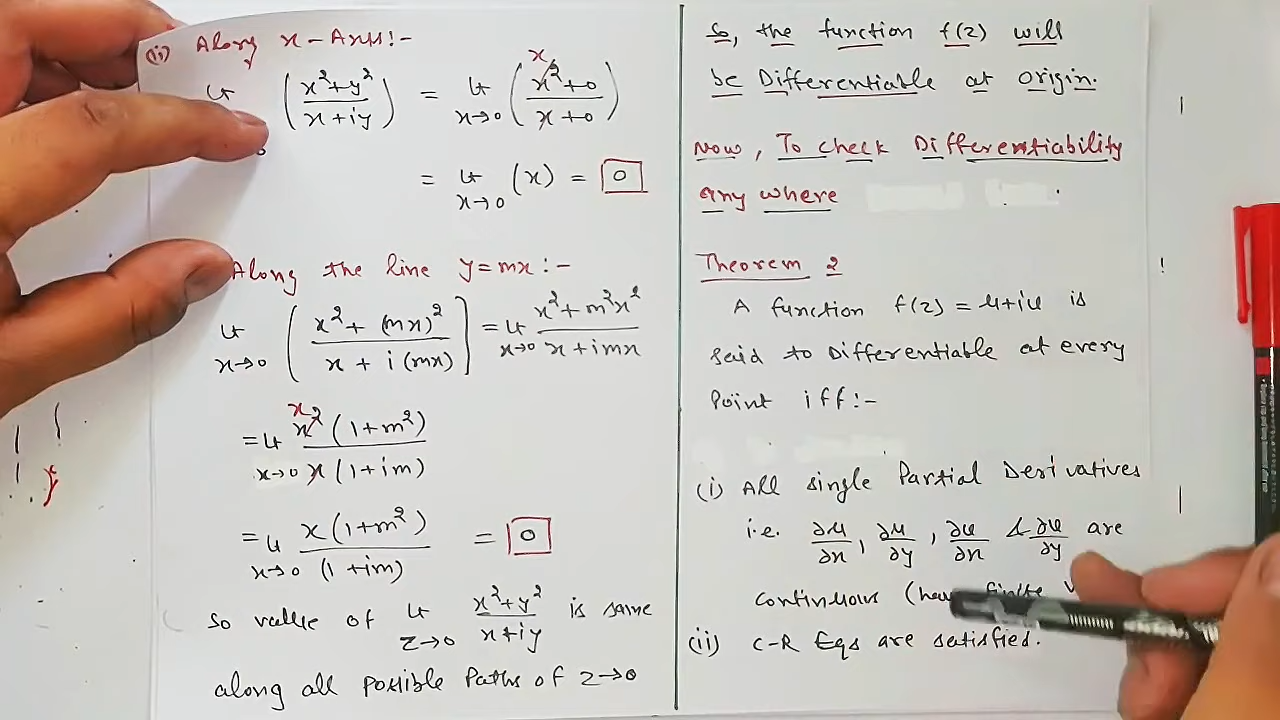 (ii) Along x-Axis:-
Lt (x²+y² / x+iy) = Lt x→0 (x²+0 / x+0) x
= Lt x→0 (x) = 0
Along the line y=mx:-
Lt x→0 [x²+(mx)² / x+i(mx)] = Lt x→0 x²+m²x² / x+imx
= Lt x→0 x²(1+m²) / x(1+im) x
= Lt x→0 x(1+m²) / (1+im) = 0
So value of Lt z→0 x²+y² / x+iy is same
along all possible Paths of z→0
So, the function f(z) will
be Differentiable at origin.
Now, To check Differentiability
any where
Theorem 2
A function f(z) = u+iv is
said to Differentiable at every
Point iff:-
(i) All single Partial Derivatives
i.e. ∂u/∂x, ∂u/∂y, ∂v/∂x & ∂v/∂y are
continuous ( finite
(ii) C-R Eqs are satisfied.
y